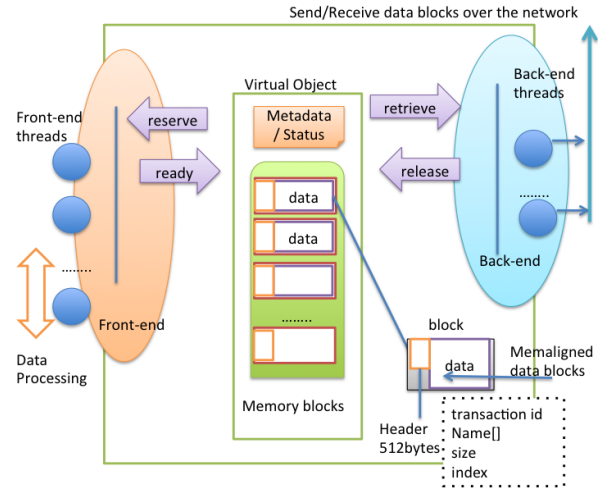 Send/Receive data blocks over the network
Virtual Object
Back-end
threads
Front-end
threads
reserve
Metadata
/ Status
retrieve
ready
release
data
data
........
........
........
Back-end
Front-end
Data
Processing
Memory blocks
block
data
Memaligned
data blocks
Header
512bytes
transaction id
Name[]
size
index